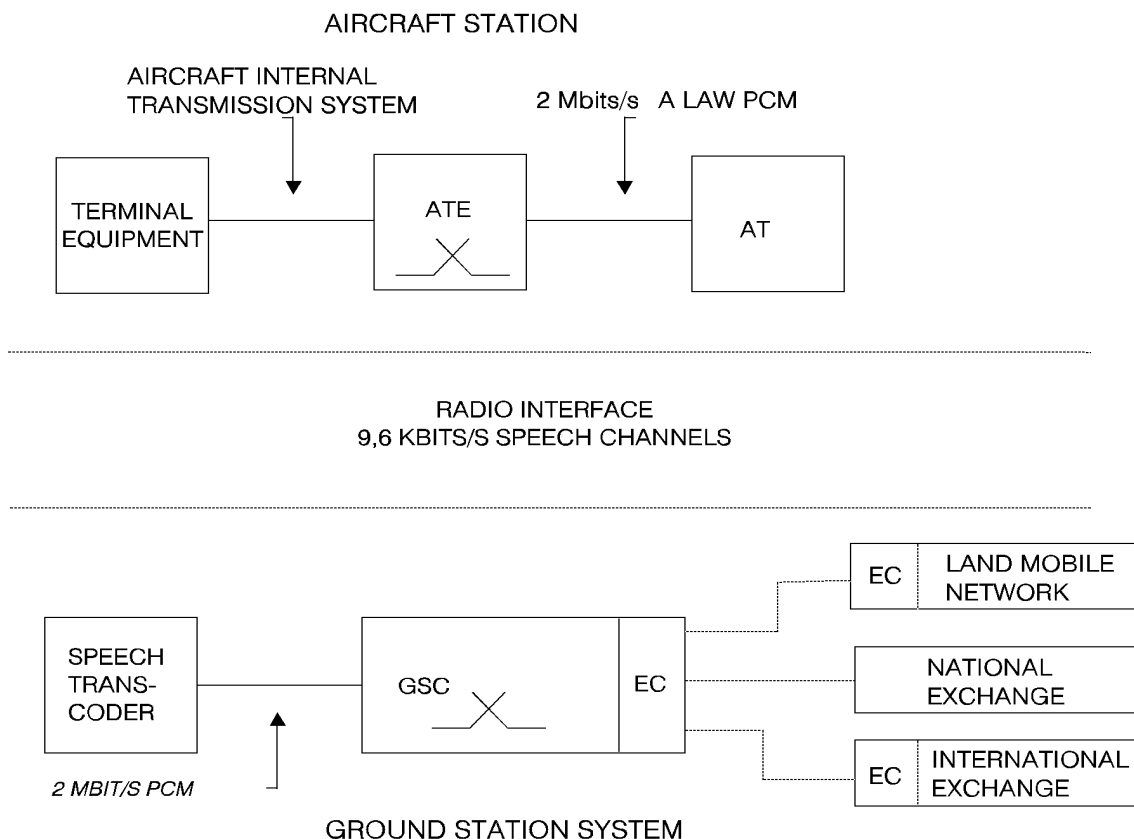 AIRCRAFT STATION
AIRCRAFT INTERNAL
TRANSMISSION SYSTEM
2 Mbits/s A LAW PCM
TERMINAL
EQUIPMENT
ATE
AT
RADIO INTERFACE
9,6 KBITS/S SPEECH CHANNELS
EC
LAND MOBILE
NETWORK
SPEECH
TRANS-
CODER
GSC
EC
NATIONAL
EXCHANGE
EC
INTERNATIONAL
EXCHANGE
2 MBIT/S PCM
GROUND STATION SYSTEM